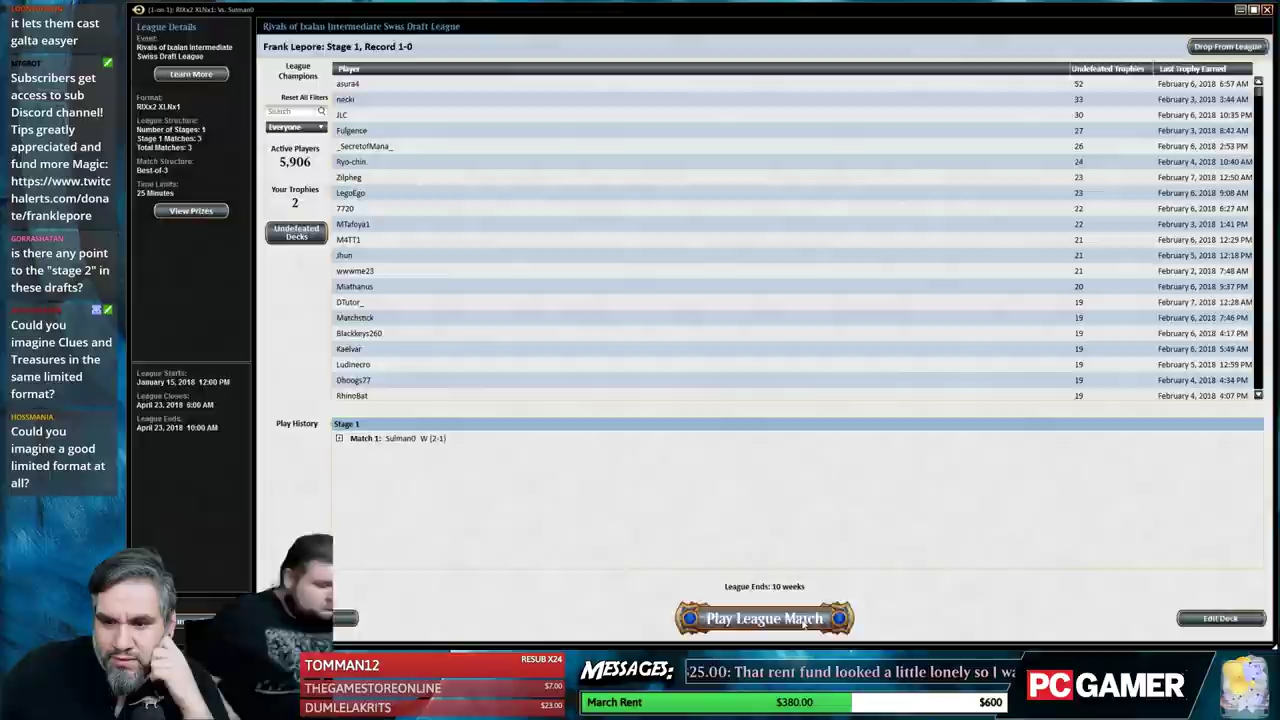 it lets them cast
galta easyer
MTGBOT
Subscribers get
access to sub
Discord channel!
Tips greatly
appreciated and
fund more Magic:
https://www.twitc
halerts.com/dona
te/franklepore
GORRASHATAN
is there any point
to the "stage 2" in
these drafts?
Could you
imagine Clues and
Treasures in the
same limited
format?
HOSSMANIA
Could you
imagine a good
limited format at
all?
(1-on-1): RIXx2 XLNx1: Vs. Sulman0
League Details
Event:
Rivals of Ixalan Intermediate
Swiss Draft League
Learn More
Format:
RIXx2 XLNx1
League Structure:
Number of Stages: 1
Stage 1 Matches: 3
Total Matches: 3
Match Structure:
Best-of-3
Time Limits:
25 Minutes
View Prizes
League Starts:
January 15, 2018 12:00 PM
League Closes:
April 23, 2018 6:00 AM
League Ends:
April 23, 2018 10:00 AM
Rivals of Ixalan Intermediate Swiss Draft League
Frank Lepore: Stage 1, Record 1-0
Drop From League
League
Champions
Reset All Filters
Search
Everyone
Active Players
5,906
Your Trophies
2
Undefeated
Decks
Player Undefeated Trophies Last Trophy Earned
asura4 52 February 6, 2018 6:57 AM
necki 33 February 3, 2018 3:44 AM
JLC 30 February 6, 2018 10:35 PM
Fulgence 27 February 3, 2018 8:42 AM
_SecretofMana_ 26 February 6, 2018 2:53 PM
Ryo-chin. 24 February 4, 2018 10:40 AM
Zilpheg 23 February 7, 2018 12:50 AM
LegoEgo 23 February 6, 2018 9:08 AM
7720 22 February 6, 2018 6:27 AM
MTafoya1 22 February 3, 2018 1:41 PM
M4TT1 21 February 6, 2018 12:29 PM
Jhun 21 February 5, 2018 12:18 PM
wwwme23 21 February 2, 2018 7:48 AM
Miathanus 20 February 6, 2018 9:37 PM
DTutor_ 19 February 7, 2018 12:28 AM
Matchstick 19 February 6, 2018 7:46 PM
Blackkeys260 19 February 6, 2018 4:17 PM
Kaelvar 19 February 6, 2018 5:49 AM
Ludinecro 19 February 5, 2018 12:59 PM
Dhoogs77 19 February 4, 2018 4:34 PM
RhinoBat 19 February 4, 2018 4:07 PM
Play History
Stage 1
Match 1: Sulman0 W (2-1)
League Ends: 10 weeks
Play League Match
Edit Deck
TOMMAN12 RESUB X24
THEGAMESTOREONLINE $7.00
DUMLELAKRITS $23.00
MESSAGES:
25.00: That rent fund looked a little lonely so I wa
March Rent $380.00 $600
PC GAMER